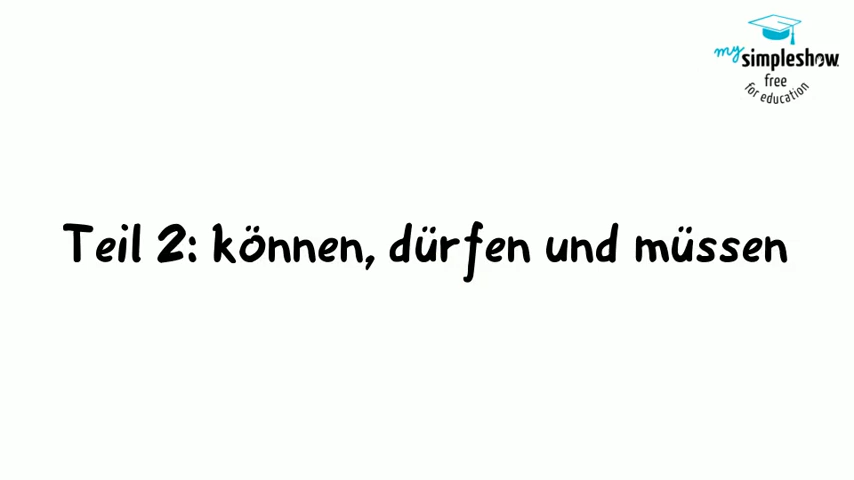 my
simpleshow
free
for education
Teil 2: können, dürfen und müssen